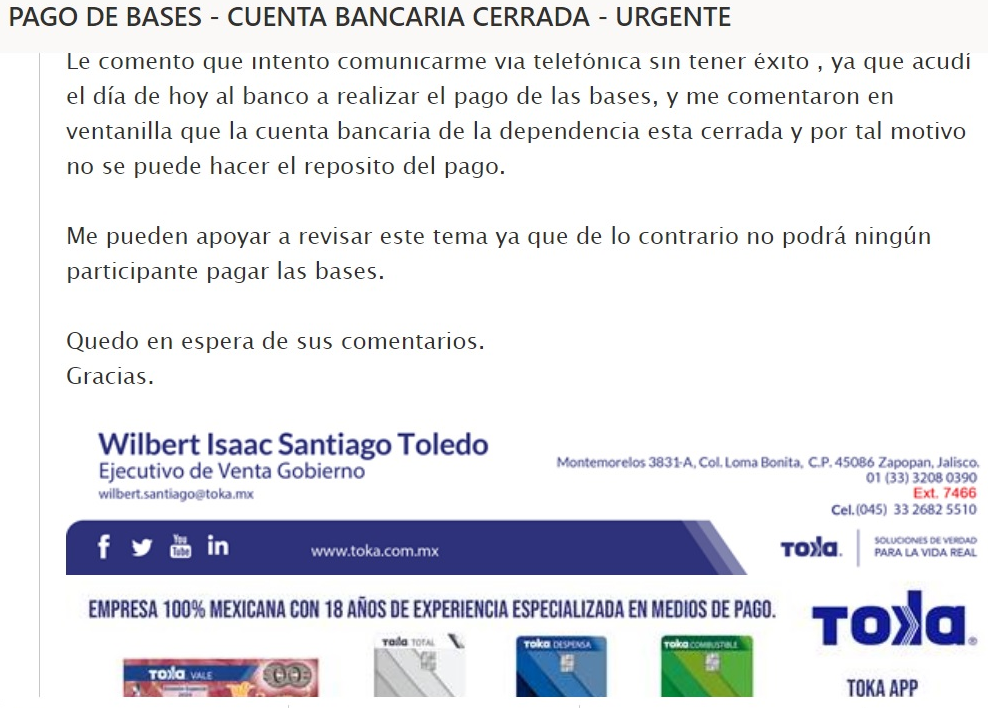 PAGO DE BASES - CUENTA BANCARIA CERRADA - URGENTE
Le comento que intento comunicarme vía telefónica sin tener éxito , ya que acudí
el día de hoy al banco a realizar el pago de las bases, y me comentaron en
ventanilla que la cuenta bancaria de la dependencia esta cerrada y por tal motivo
no se puede hacer el reposito del pago.
Me pueden apoyar a revisar este tema ya que de lo contrario no podrá ningún
participante pagar las bases.
Quedo en espera de sus comentarios.
Gracias.
Wilbert Isaac Santiago Toledo
Ejecutivo de Venta Gobierno
wilbert.santiago@toka.mx
Montemorelos 3831-A, Col. Loma Bonita, C.P. 45086 Zapopan, Jalisco.
01 (33) 3208 0390
Ext. 7466
Cel.(045) 33 2682 5510
f You Tube in
www.toka.com.mx
TOKA.
SOLUCIONES DE VERDAD
PARA LA VIDA REAL
EMPRESA 100% MEXICANA CON 18 AÑOS DE EXPERIENCIA ESPECIALIZADA EN MEDIOS DE PAGO.
TOKA®
TOKA VALE
TOKA TOTAL
TOKA DESPENSA
TOKA COMBUSTIBLE
TOKA APP